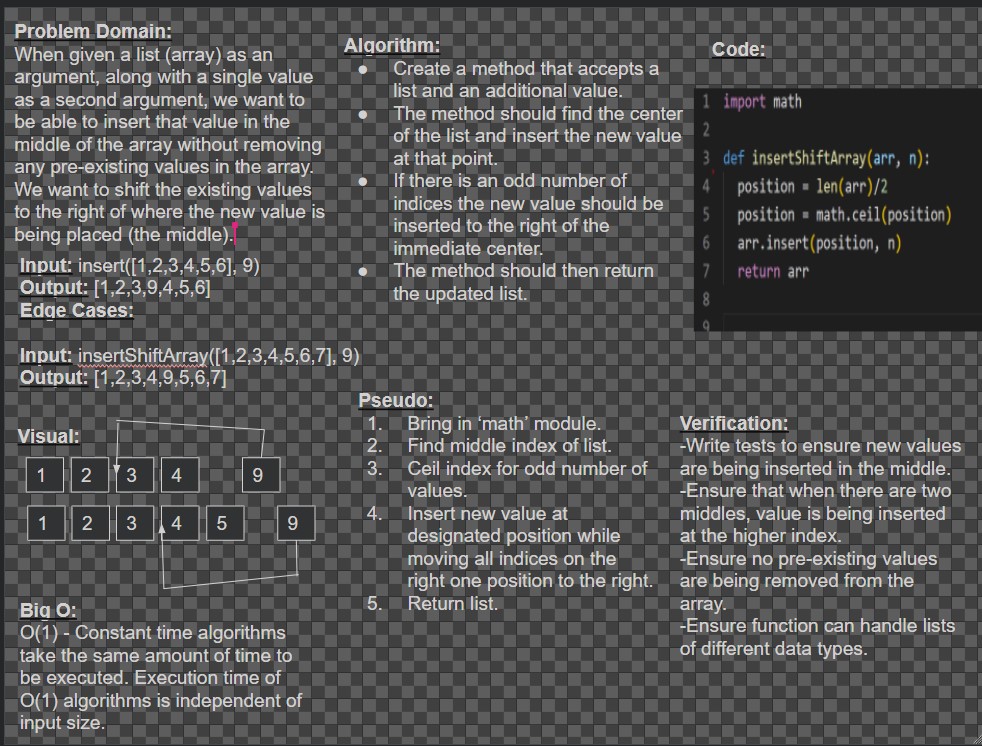 Problem Domain:
When given a list (array) as an
argument, along with a single value
as a second argument, we want to
be able to insert that value in the
middle of the array without removing
any pre-existing values in the array.
We want to shift the existing values
to the right of where the new value is
being placed (the middle).
Input: insert([1,2,3,4,5,6], 9)
Output: [1,2,3,9,4,5,6]
Edge Cases:
Input: insertShiftArray([1,2,3,4,5,6,7], 9)
Output: [1,2,3,4,9,5,6,7]
Visual:
1 2 3 4 9
1 2 3 4 5 9
Big O:
O(1) - Constant time algorithms
take the same amount of time to
be executed. Execution time of
O(1) algorithms is independent of
input size.
Algorithm:
● Create a method that accepts a
list and an additional value.
● The method should find the center
of the list and insert the new value
at that point.
● If there is an odd number of
indices the new value should be
inserted to the right of the
immediate center.
● The method should then return
the updated list.
Pseudo:
1. Bring in ‘math’ module.
2. Find middle index of list.
3. Ceil index for odd number of
values.
4. Insert new value at
designated position while
moving all indices on the
right one position to the right.
5. Return list.
Code:
1 import math
2
3 def insertShiftArray(arr, n):
4 position = len(arr)/2
5 position = math.ceil(position)
6 arr.insert(position, n)
7 return arr
8
9
Verification:
-Write tests to ensure new values
are being inserted in the middle.
-Ensure that when there are two
middles, value is being inserted
at the higher index.
-Ensure no pre-existing values
are being removed from the
array.
-Ensure function can handle lists
of different data types.